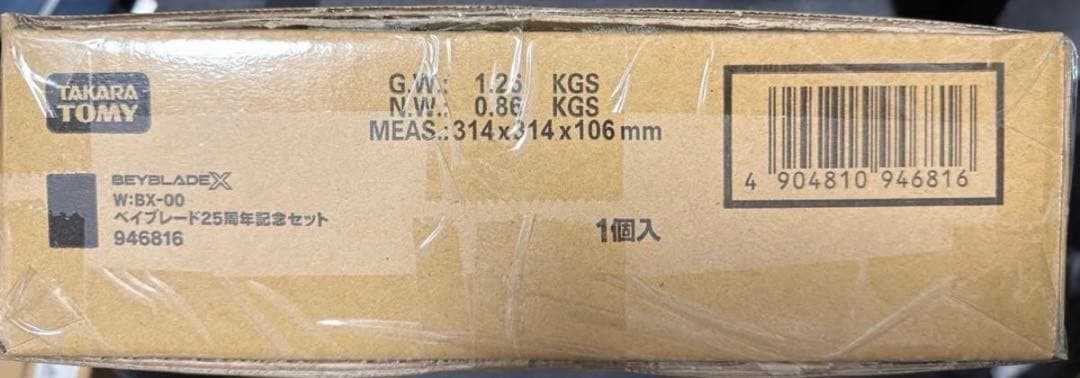 TAKARA
TOMY
G.W.: 1.26 KGS
N.W.: 0.86 KGS
MEAS.: 314 x 314 x 106 mm
BEYBLADE X
W:BX-00
ベイブレード25周年記念セット
946816
1個入
4 904810 946816